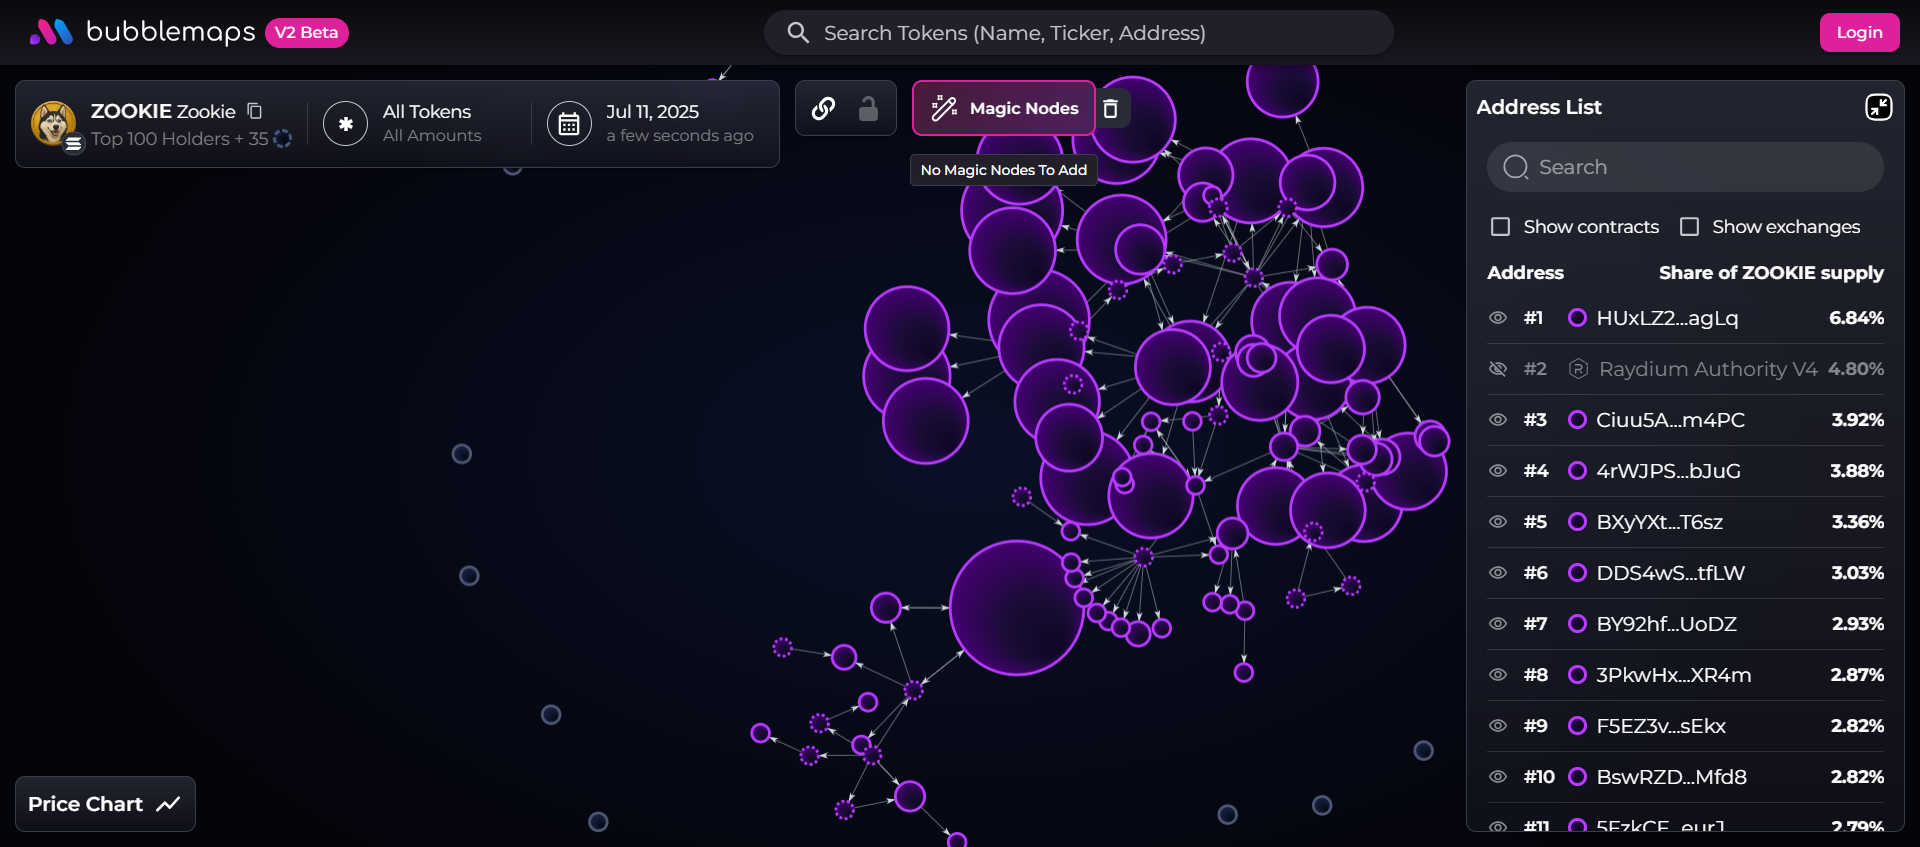 bubblemaps V2 Beta
Search Tokens (Name, Ticker, Address)
Login
ZOOKIE Zookie
Top 100 Holders + 35
All Tokens
All Amounts
Jul 11, 2025
a few seconds ago
Magic Nodes
No Magic Nodes To Add
Address List
Search
Show contracts Show exchanges
Address Share of ZOOKIE supply
#1 HUxLZ2...agLq 6.84%
#2 Raydium Authority V4 4.80%
#3 Ciuu5A...m4PC 3.92%
#4 4rWJPS...bJuG 3.88%
#5 BXyYXt...T6sz 3.36%
#6 DDS4wS...tfLW 3.03%
#7 BY92hf...UoDZ 2.93%
#8 3PkwHx...XR4m 2.87%
#9 F5EZ3v...sEkx 2.82%
#10 BswRZD...Mfd8 2.82%
#11 2.79%
Price Chart